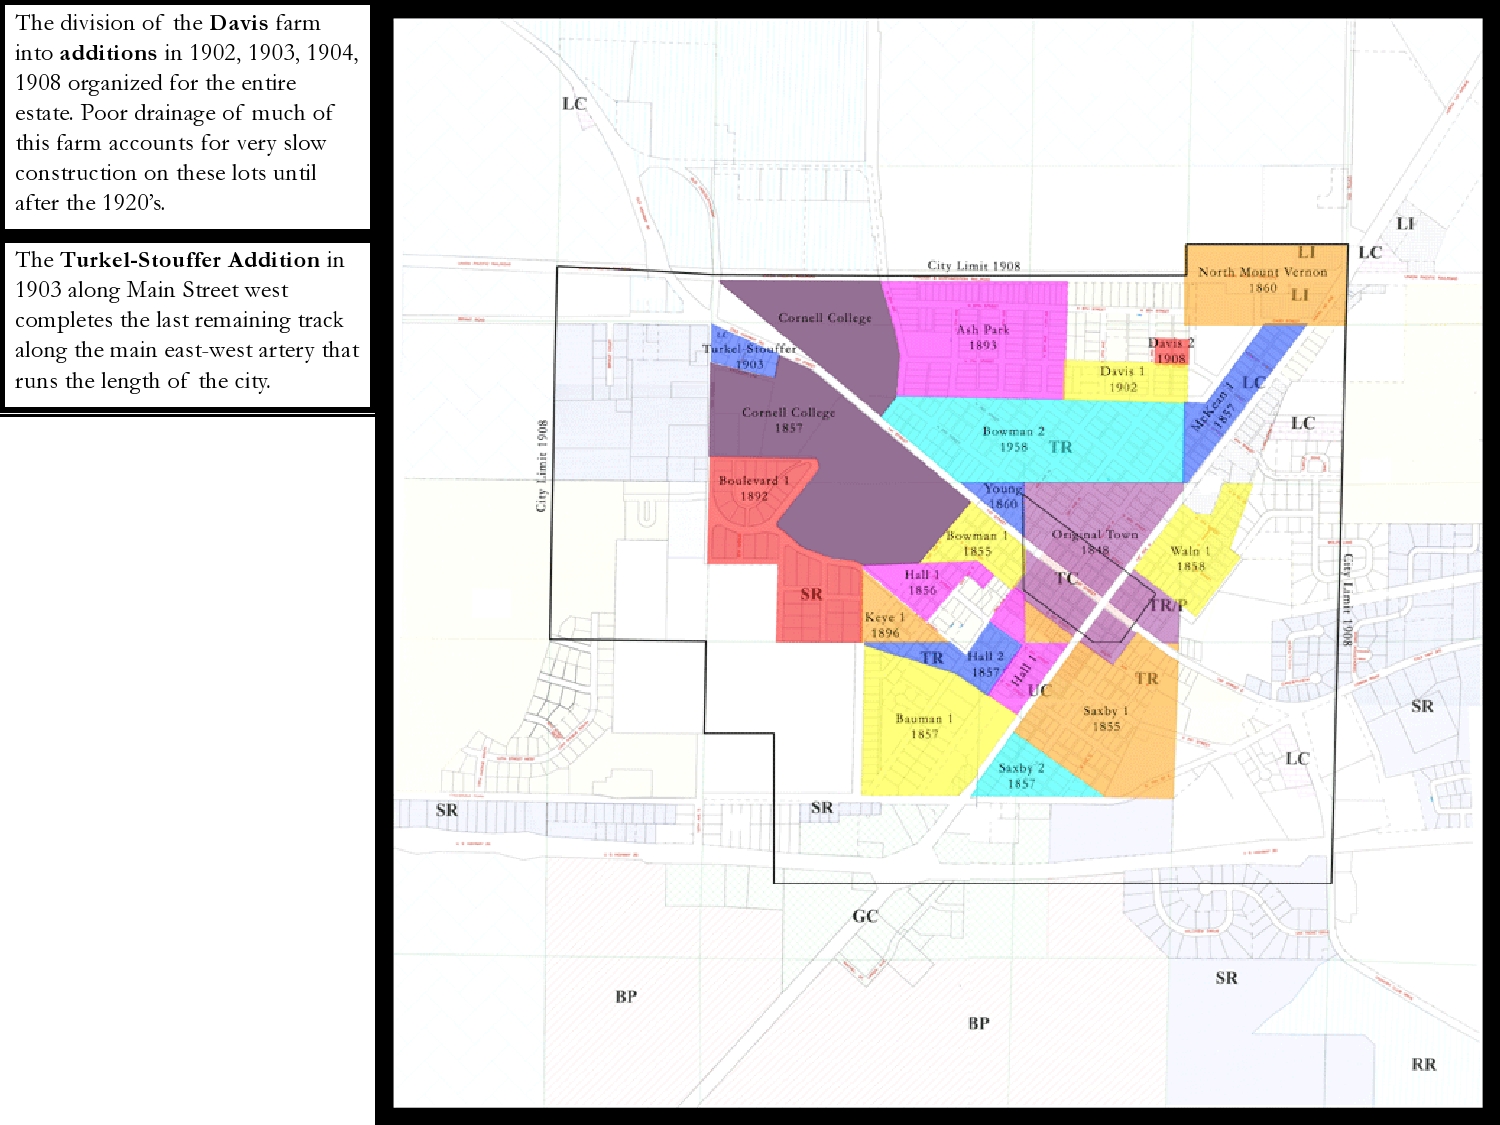 The division of the Davis farm
into additions in 1902, 1903, 1904,
1908 organized for the entire
estate. Poor drainage of much of
this farm accounts for very slow
construction on these lots until
after the 1920's.
The Turkel-Stouffer Addition in
1903 along Main Street west
completes the last remaining track
along the main east-west artery that
runs the length of the city.
LC
LI
LC
City Limit 1908
LI
North Mount Vernon
1860
LI
Cornell College
Ash Park
1893
Davis 2
1908
Turkel Stouffer
1903
Davis 1
1902
LC
McKean 1
1857
Cornell College
1857
LC
Bowman 2
1958
TR
City Limit 1908
Boulevard 1
1892
Young
1860
Original Town
1848
Bowman 1
1855
Waln 1
1858
City Limit 1908
TC
Hall 1
1856
SR
TR/P
Keye 1
1896
TR
Hall 2
1857
Hall 1
UC
TR
SR
Bauman 1
1857
Saxby 1
1855
LC
Saxby 2
1857
SR
SR
GC
SR
BP
BP
RR